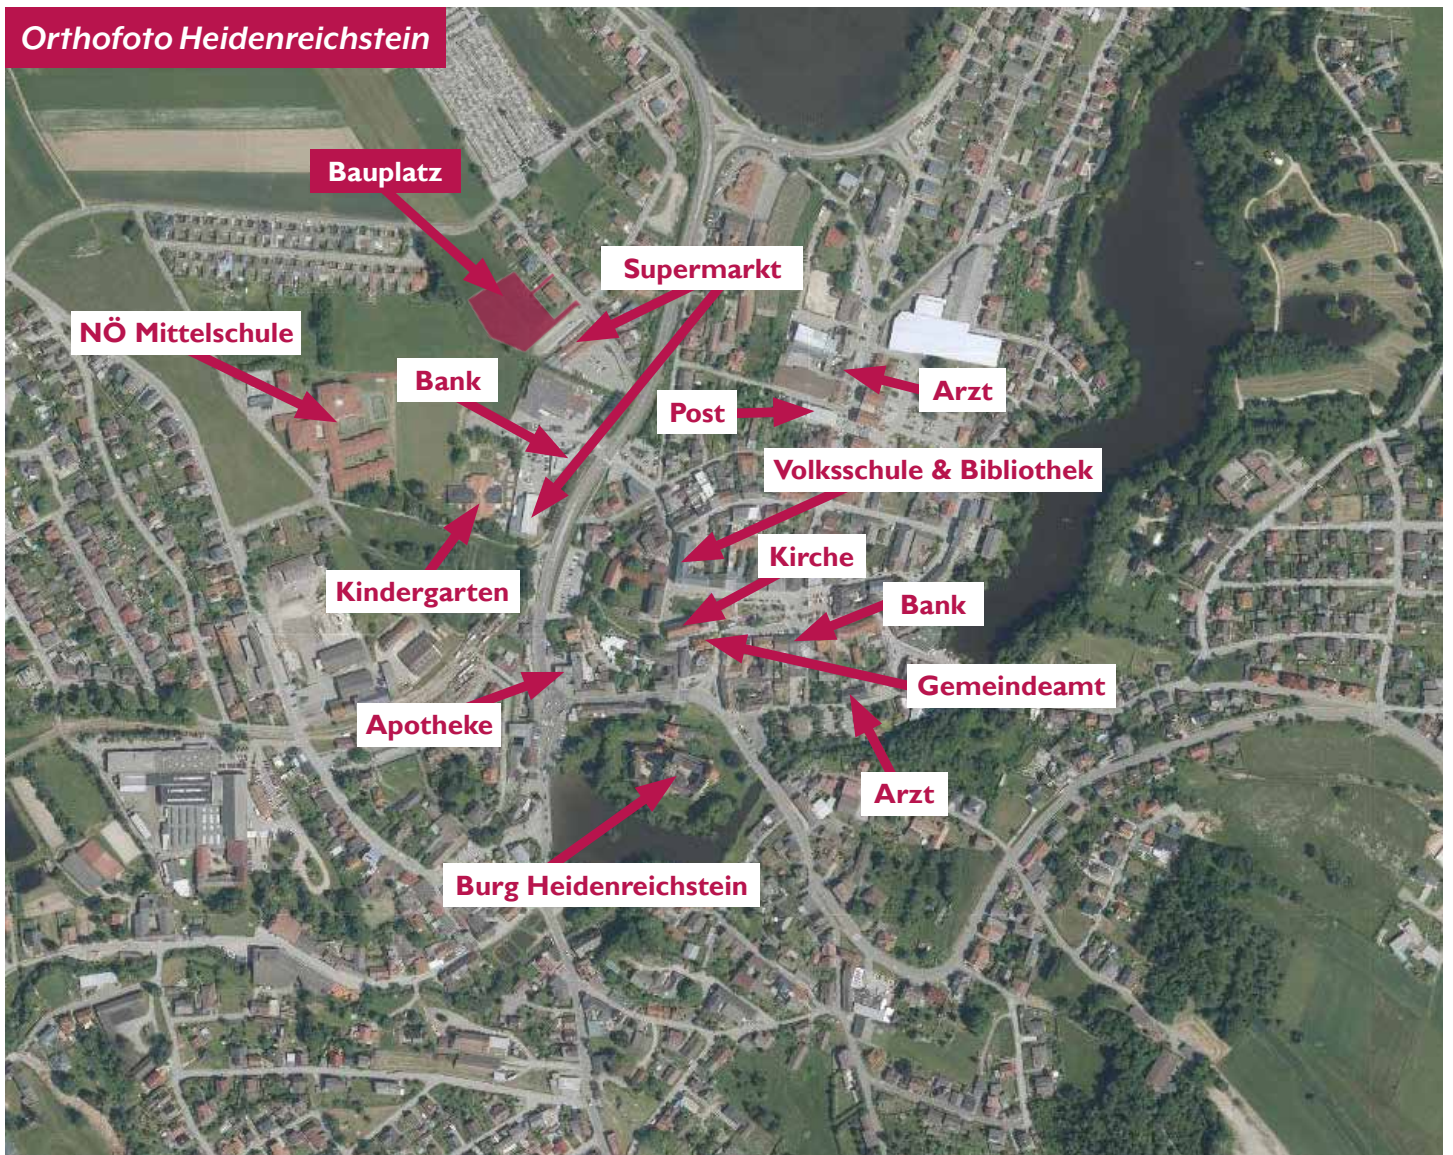 Orthofoto Heidenreichstein
Bauplatz
Supermarkt
NÖ Mittelschule
Bank
Arzt
Post
Volksschule & Bibliothek
Kirche
Kindergarten
Bank
Gemeindeamt
Apotheke
Arzt
Burg Heidenreichstein